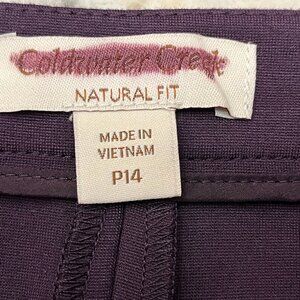 Coldwater Creek
NATURAL FIT
MADE IN
VIETNAM
P14